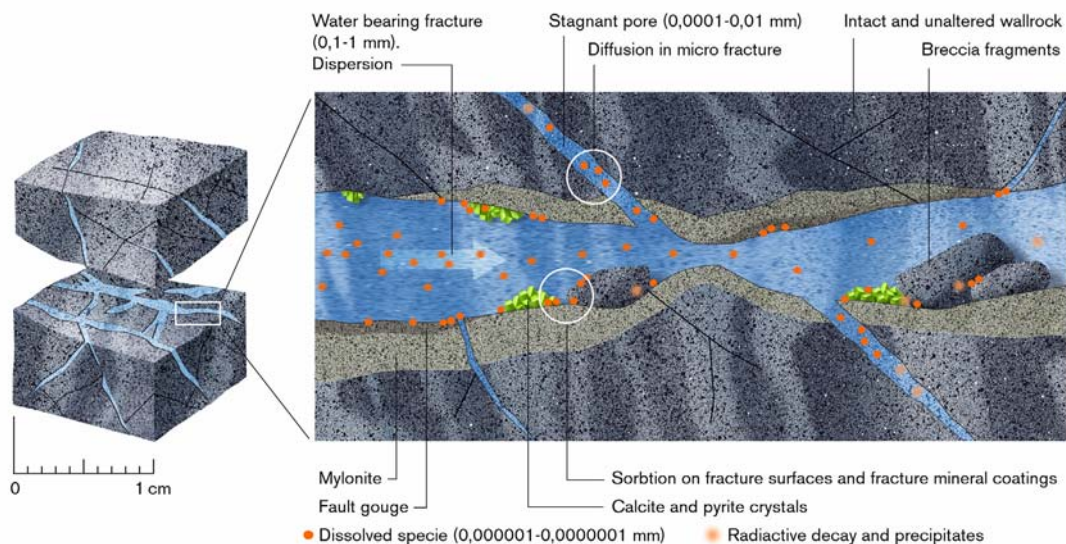 Water bearing fracture
(0,1-1 mm).
Dispersion
Stagnant pore (0,0001-0,01 mm)
Diffusion in micro fracture
Intact and unaltered wallrock
Breccia fragments
0
1 cm
Mylonite
Fault gouge
Sorbtion on fracture surfaces and fracture mineral coatings
Calcite and pyrite crystals
Dissolved specie (0,000001-0,0000001 mm)
Radiactive decay and precipitates